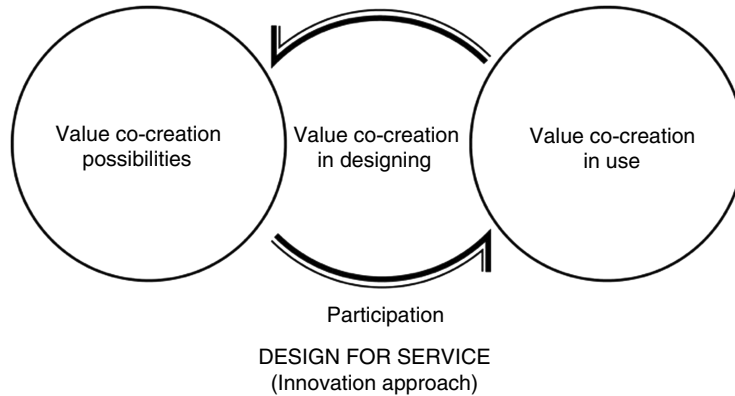 Value co-creation
possibilities
Value co-creation
in designing
Value co-creation
in use
Participation
DESIGN FOR SERVICE
(Innovation approach)